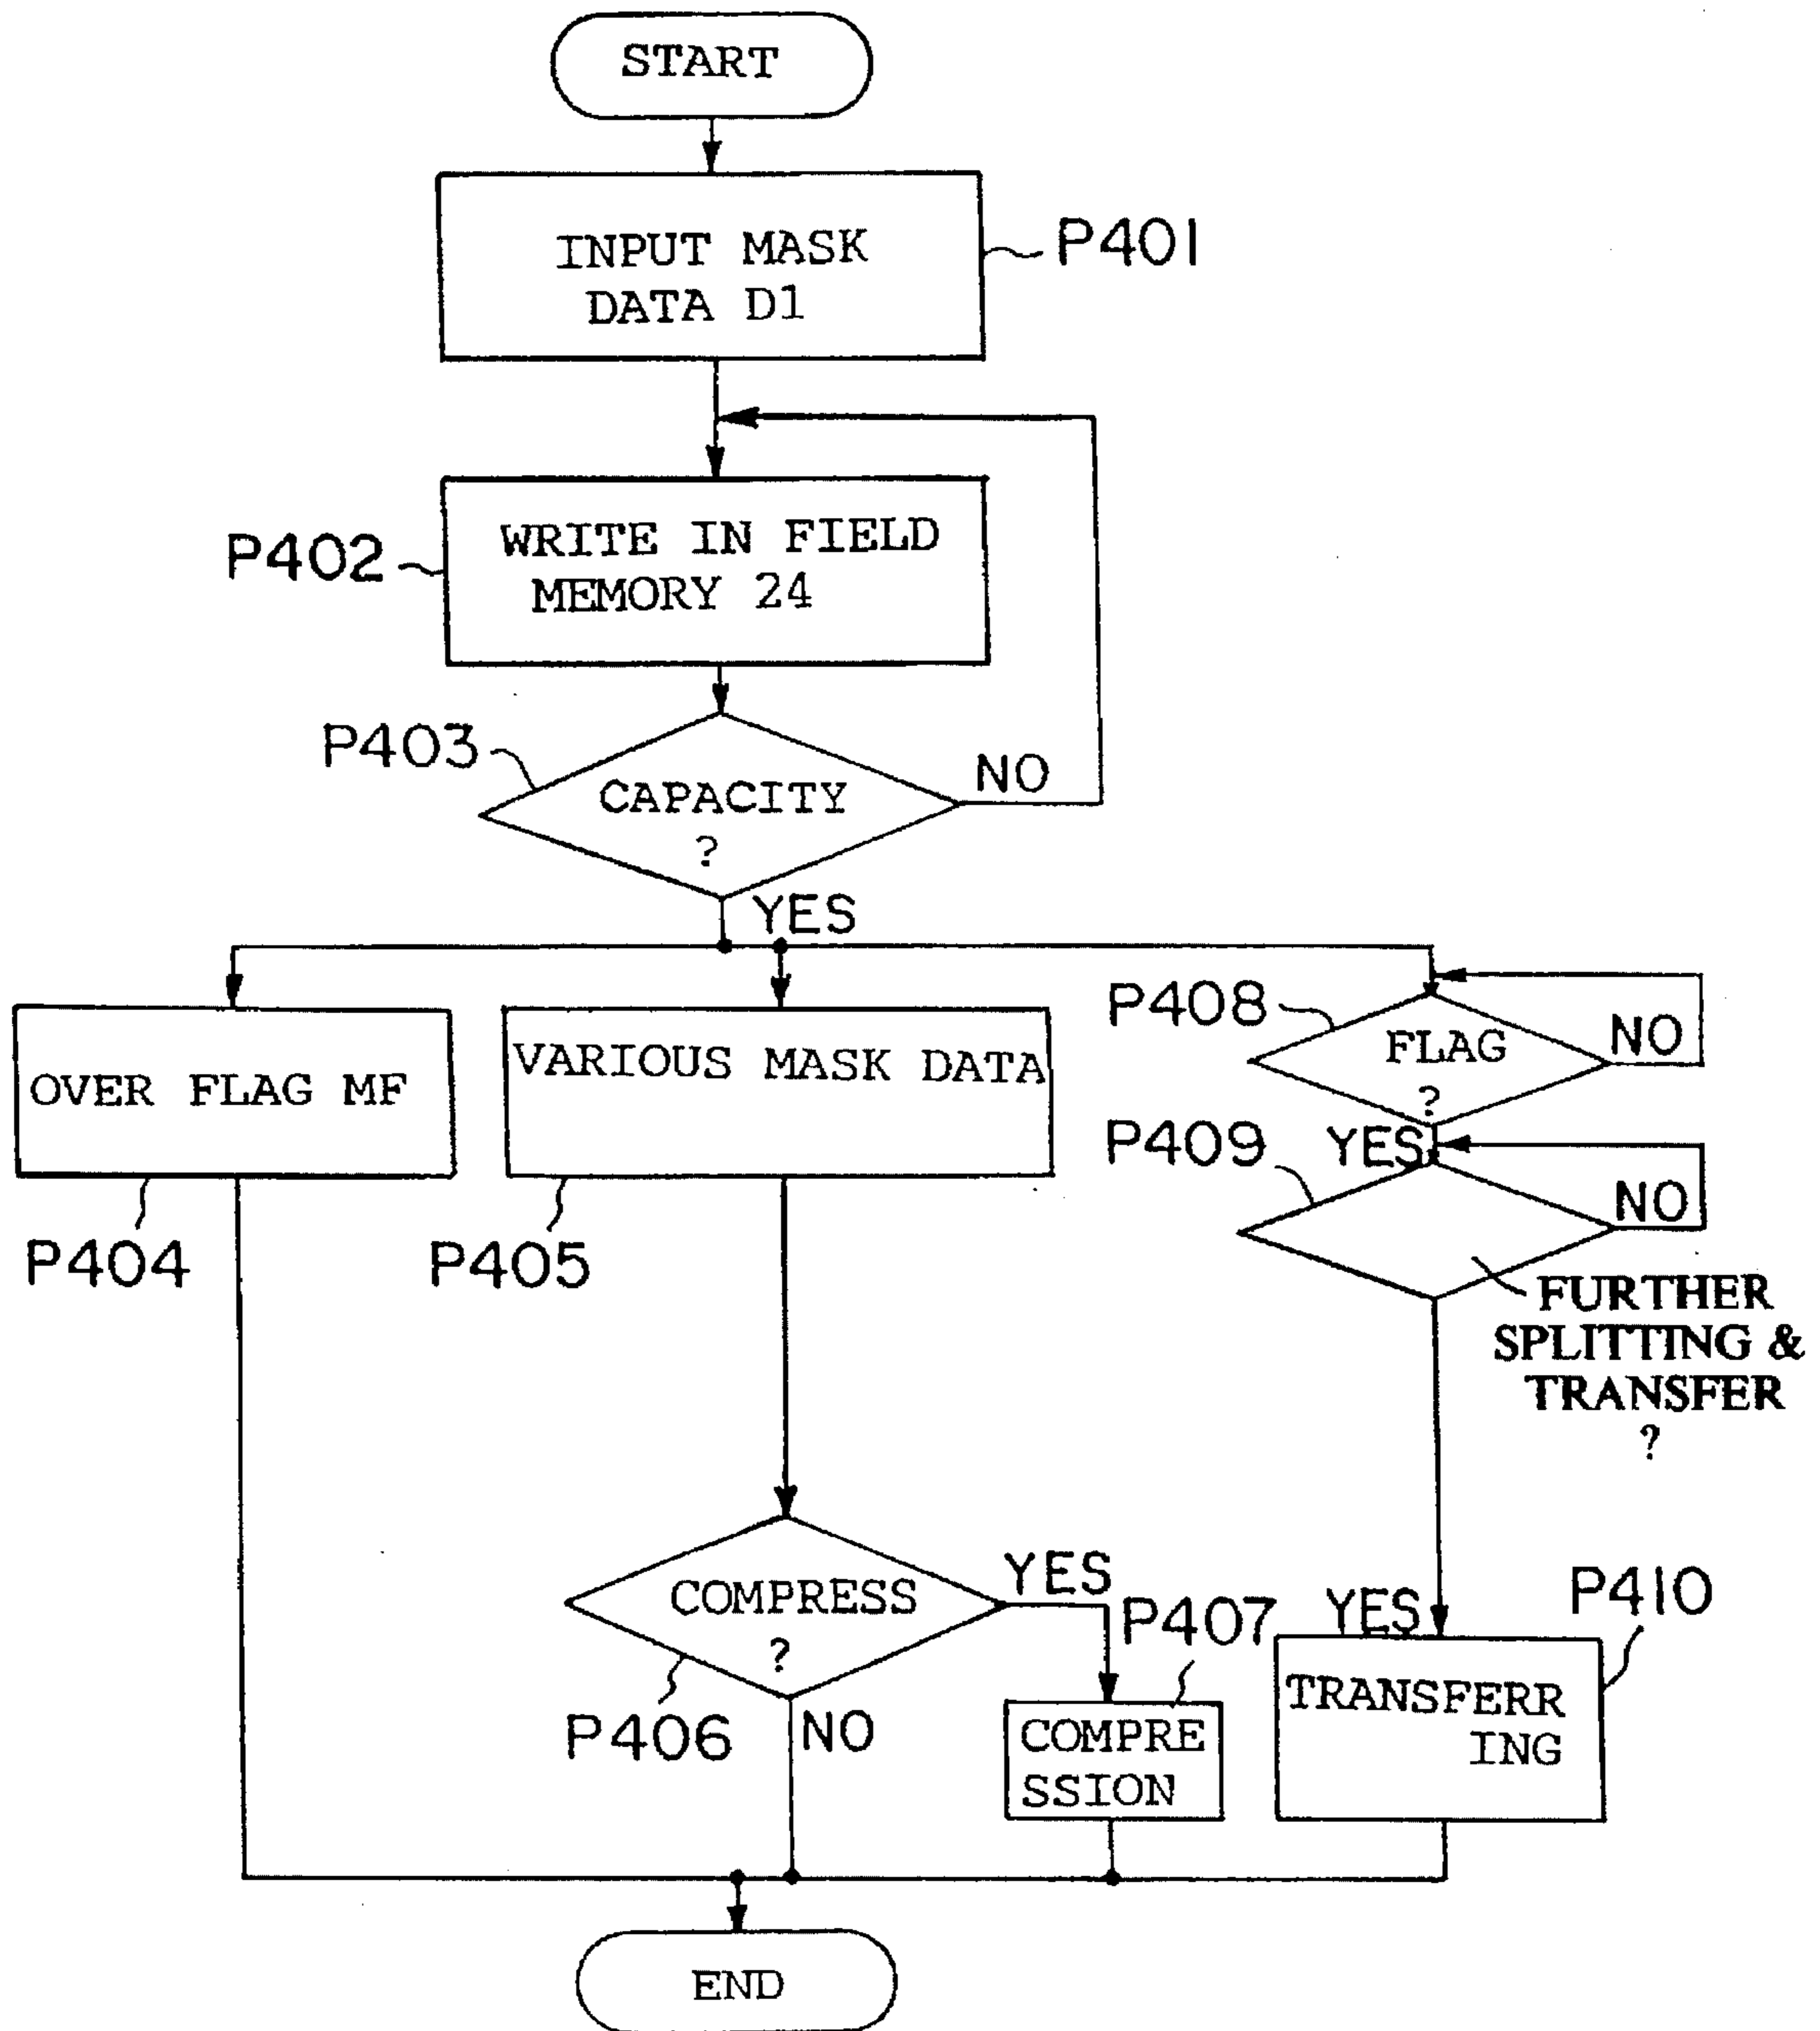 START
INPUT MASK
DATA D1
P401
WRITE IN FIELD
MEMORY 24
P402
P403
CAPACITY
?
NO
YES
OVER FLAG MF
P404
VARIOUS MASK DATA
P405
P408
FLAG
?
NO
YES
P409
NO
FURTHER
SPLITTING &
TRANSFER
?
COMPRESS
?
YES
P406
NO
P407
COMPRE
SSION
YES
P410
TRANSFERR
ING
END